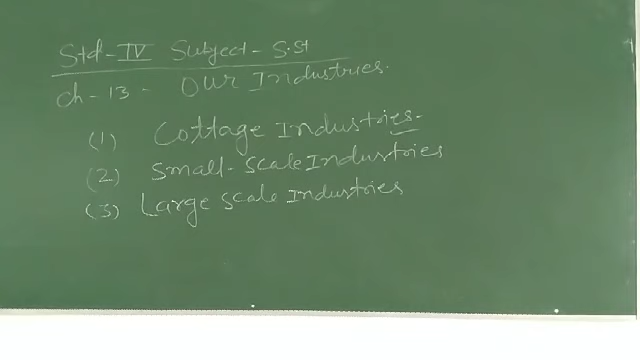 Std-IV Subject- S.St
Ch-13- Our Industries.
(1) Cottage Industries.
(2) Small-Scale Industries
(3) Large Scale Industries